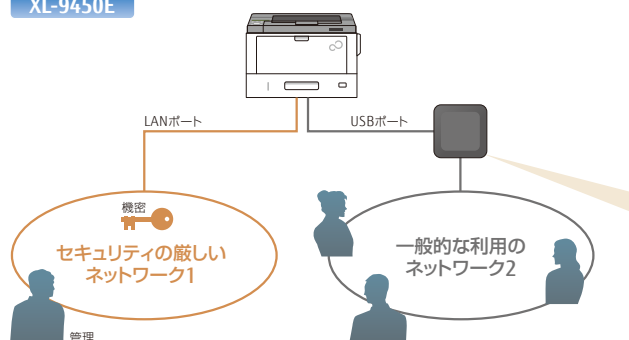 XL-9450E
LANポート
USBポート
機密
セキュリティの厳しい
ネットワーク1
一般的な利用の
ネットワーク2
管理